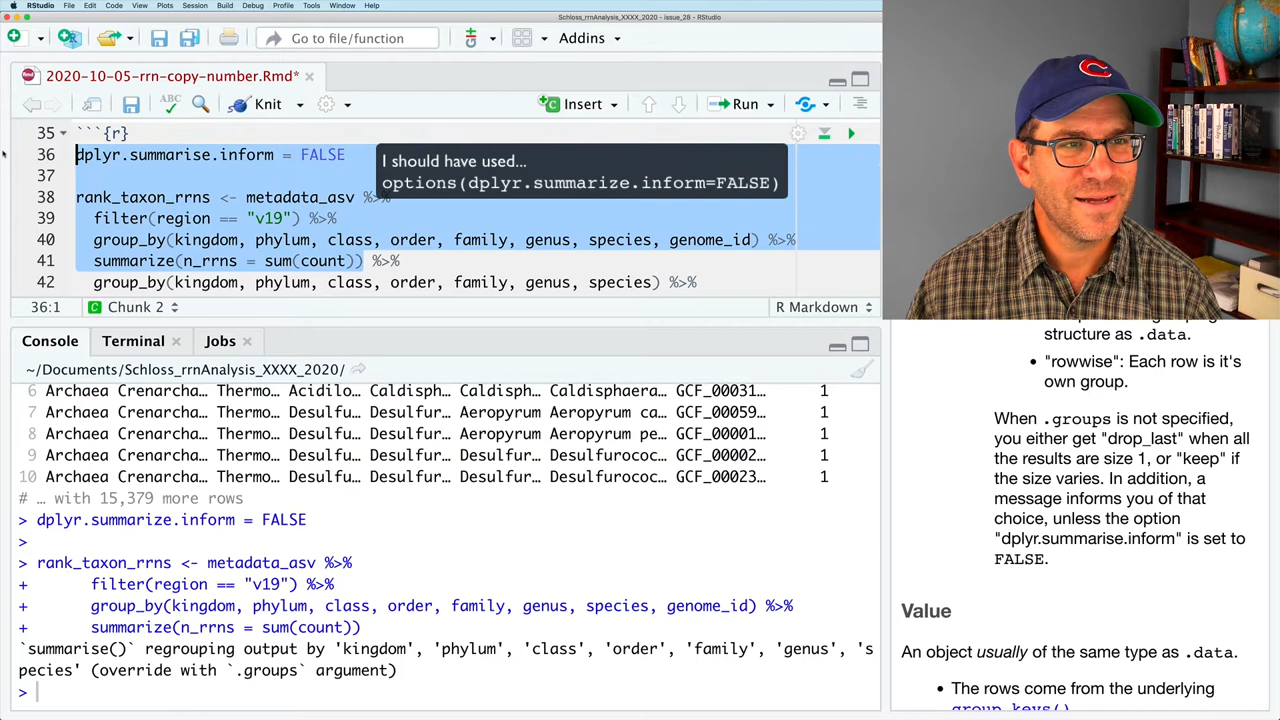 RStudio File Edit Code View Plots Session Build Debug Profile Tools Window Help
Schloss_rrnAnalysis_XXXX_2020 - issue_28 - RStudio
Go to file/function Addins
2020-10-05-rrn-copy-number.Rmd*
ABC Knit Insert Run
35 ```{r}
36 dplyr.summarise.inform = FALSE
I should have used...
options(dplyr.summarize.inform=FALSE)
37
38 rank_taxon_rrns <- metadata_asv %>%
39 filter(region == "v19") %>%
40 group_by(kingdom, phylum, class, order, family, genus, species, genome_id) %>%
41 summarize(n_rrns = sum(count)) %>%
42 group_by(kingdom, phylum, class, order, family, genus, species) %>%
36:1 Chunk 2 R Markdown
Console Terminal Jobs
~/Documents/Schloss_rrnAnalysis_XXXX_2020/
6 Archaea Crenarcha… Thermo… Acidilo… Caldisph… Caldisph… Caldisphaera… GCF_00031… 1
7 Archaea Crenarcha… Thermo… Desulfu… Desulfur… Aeropyrum Aeropyrum ca… GCF_00059… 1
8 Archaea Crenarcha… Thermo… Desulfu… Desulfur… Aeropyrum Aeropyrum pe… GCF_00001… 1
9 Archaea Crenarcha… Thermo… Desulfu… Desulfur… Desulfur… Desulfurococ… GCF_00002… 1
10 Archaea Crenarcha… Thermo… Desulfu… Desulfur… Desulfur… Desulfurococ… GCF_00023… 1
# … with 15,379 more rows
> dplyr.summarize.inform = FALSE
>
> rank_taxon_rrns <- metadata_asv %>%
+ filter(region == "v19") %>%
+ group_by(kingdom, phylum, class, order, family, genus, species, genome_id) %>%
+ summarize(n_rrns = sum(count))
`summarise()` regrouping output by 'kingdom', 'phylum', 'class', 'order', 'family', 'genus', 's
pecies' (override with `.groups` argument)
>
structure as .data.
• "rowwise": Each row is it's
own group.
When .groups is not specified,
you either get "drop_last" when all
the results are size 1, or "keep" if
the size varies. In addition, a
message informs you of that
choice, unless the option
"dplyr.summarise.inform" is set to
FALSE.
Value
An object usually of the same type as .data.
• The rows come from the underlying
group_keys()